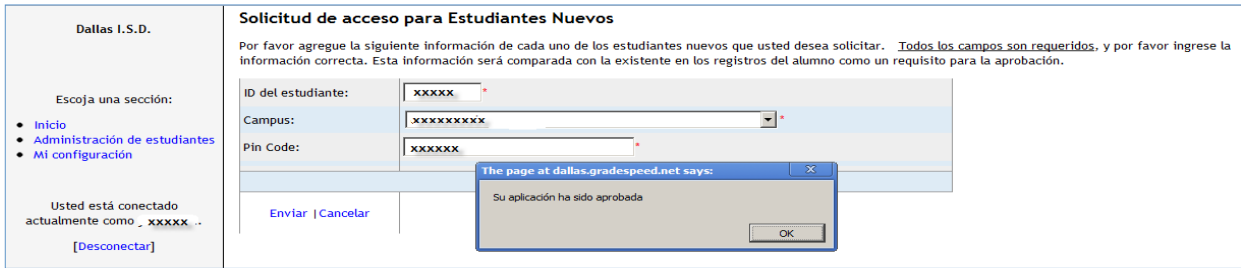 Dallas I.S.D.
Escoja una sección:
• Inicio
• Administración de estudiantes
• Mi configuración
Usted está conectado
actualmente como , xxxxx ..
[Desconectar]
Solicitud de acceso para Estudiantes Nuevos
Por favor agregue la siguiente información de cada uno de los estudiantes nuevos que usted desea solicitar. Todos los campos son requeridos, y por favor ingrese la
información correcta. Esta información será comparada con la existente en los registros del alumno como un requisito para la aprobación.
ID del estudiante: xxxxx *
Campus: xxxxxxxxx *
Pin Code: xxxxxx *
The page at dallas.gradespeed.net says:
Su aplicación ha sido aprobada
OK
Enviar |Cancelar